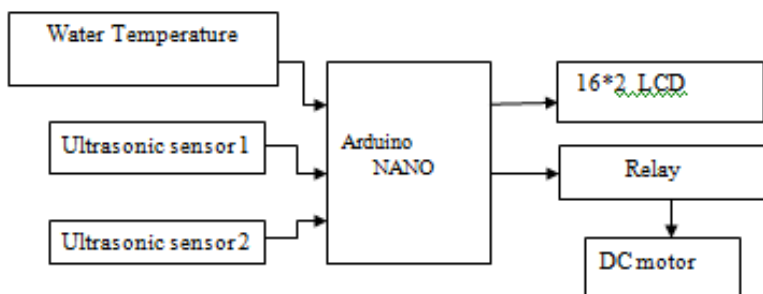 Water Temperature
Ultrasonic sensor 1
Ultrasonic sensor 2
Arduino
NANO
16*2 LCD
Relay
DC motor